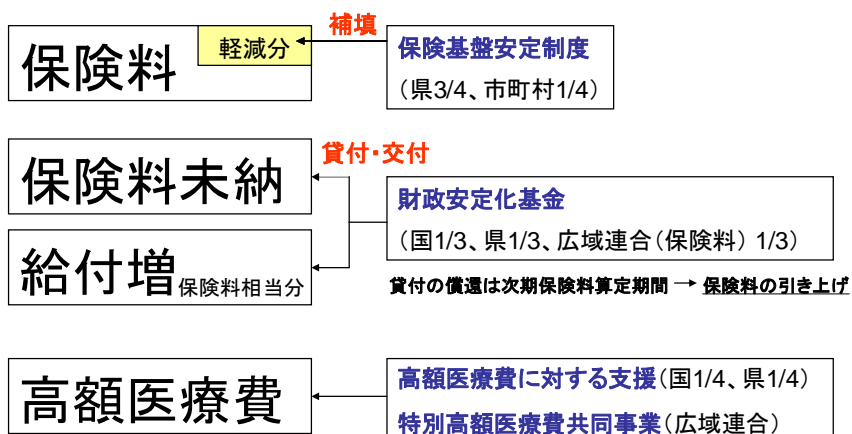 補填
保険料
軽減分
保険基盤安定制度
（県3/4、市町村1/4）
貸付・交付
保険料未納
財政安定化基金
（国1/3、県1/3、広域連合（保険料） 1/3）
給付増保険料相当分
貸付の償還は次期保険料算定期間 → 保険料の引き上げ
高額医療費
高額医療費に対する支援（国1/4、県1/4）
特別高額医療費共同事業（広域連合）